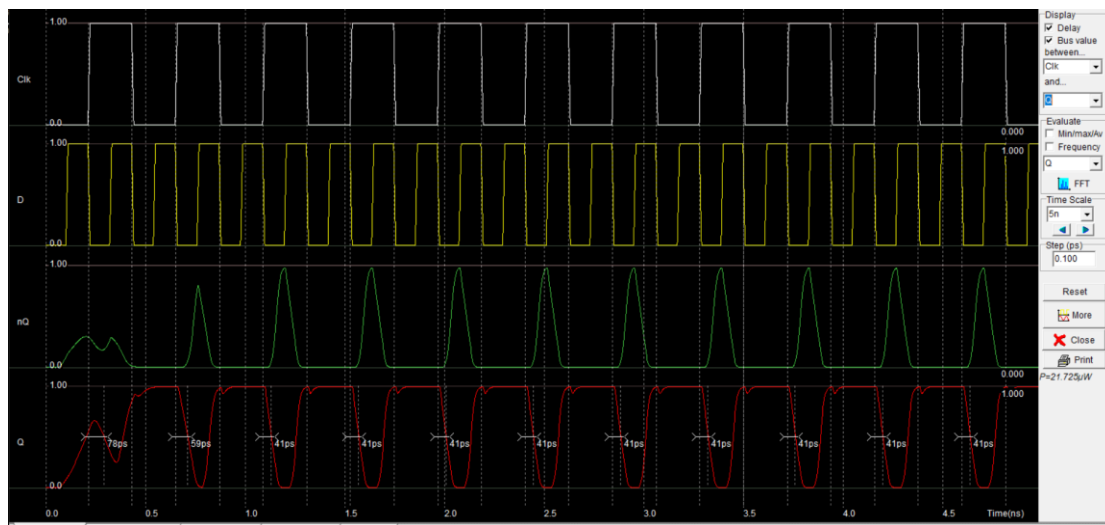 1.00
Clk
0.0
0.000
1.00
1.000
D
0.0
1.00
nQ
0.0
0.000
1.00
1.000
Q
78ps 59ps 41ps 41ps 41ps 41ps 41ps 41ps 41ps 41ps 41ps
0.0
0.0 0.5 1.0 1.5 2.0 2.5 3.0 3.5 4.0 4.5 Time(ns)
Display
Delay
Bus value
between...
Clk
and...
Q
Evaluate
Min/max/Av
Frequency
Q
FFT
Time Scale
5n
Step (ps)
0.100
Reset
More
Close
Print
P=21.725µW